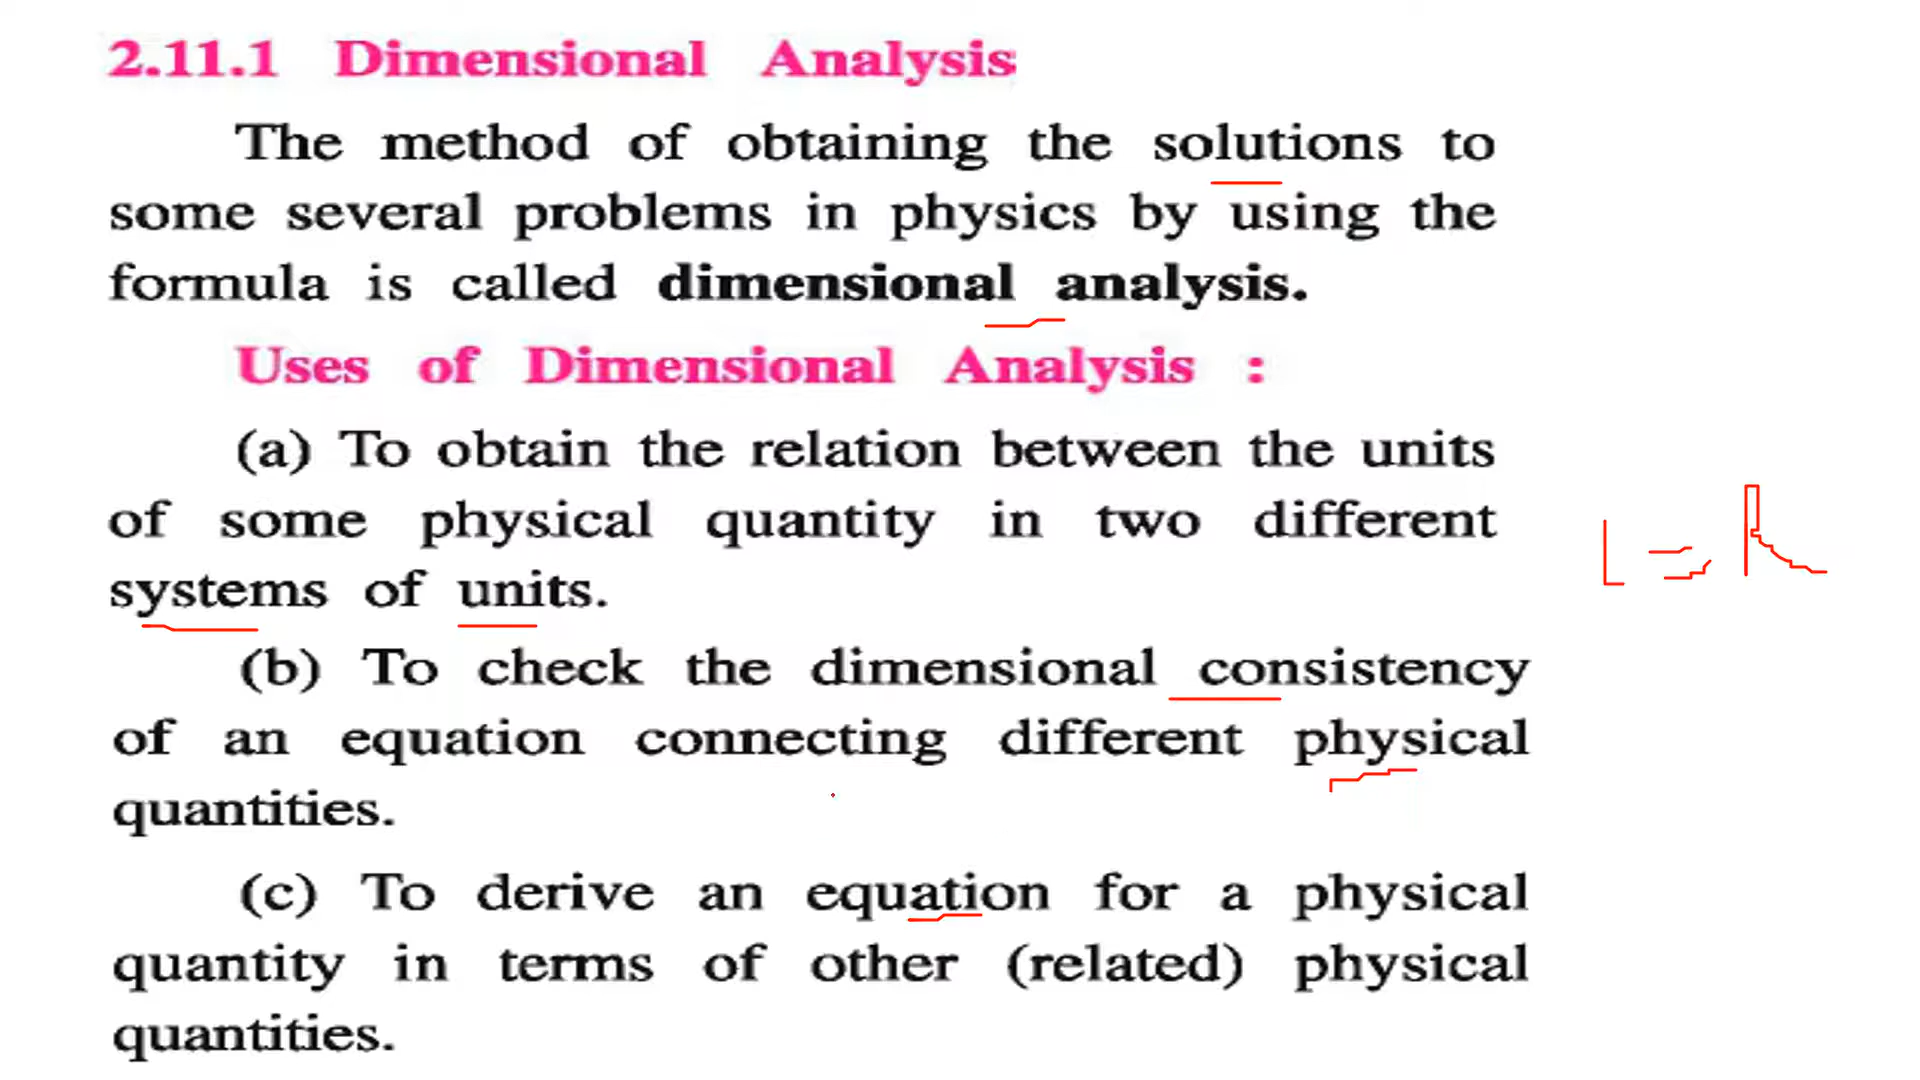 2.11.1 Dimensional Analysis
The method of obtaining the solutions to
some several problems in physics by using the
formula is called dimensional analysis.
Uses of Dimensional Analysis :
(a) To obtain the relation between the units
of some physical quantity in two different
systems of units.
(b) To check the dimensional consistency
of an equation connecting different physical
quantities.
(c) To derive an equation for a physical
quantity in terms of other (related) physical
quantities.